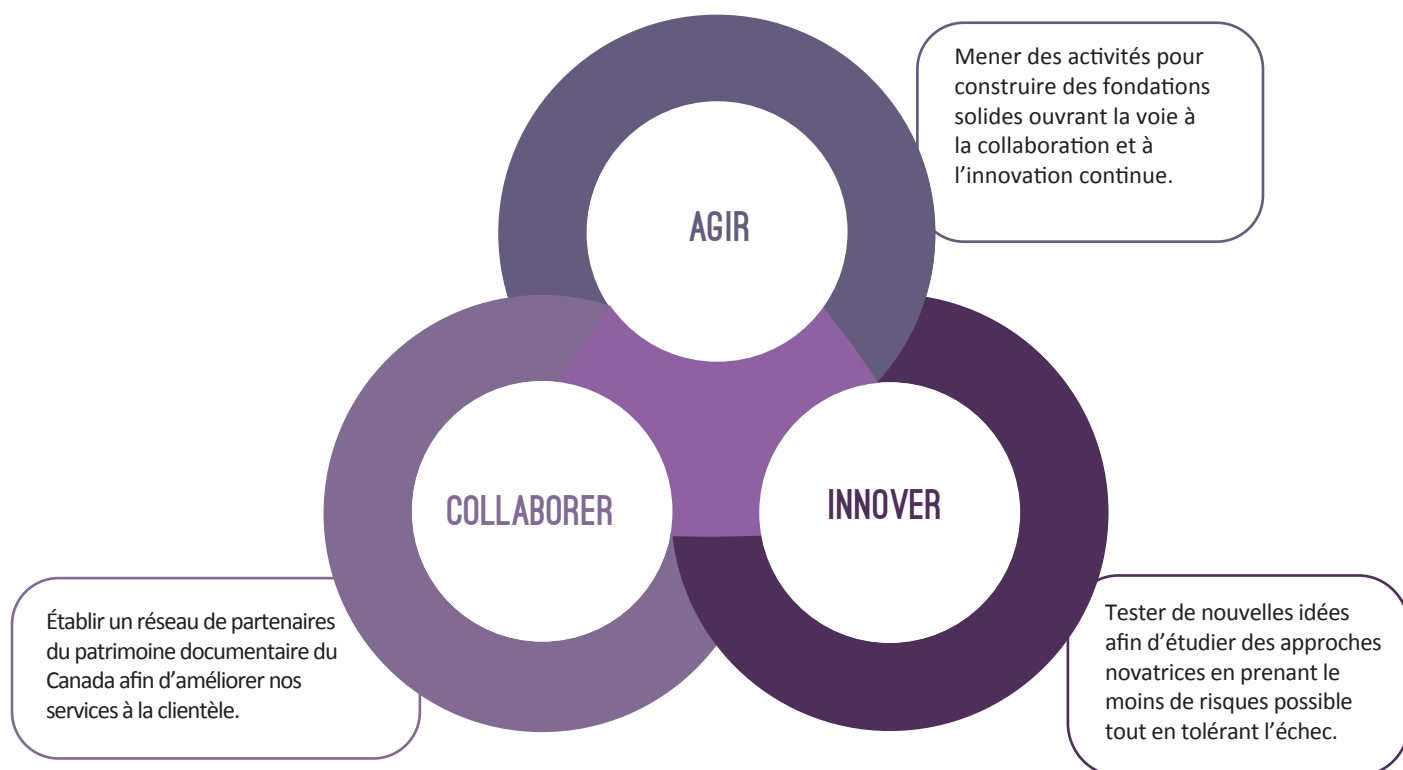 AGIR
Mener des activités pour
construire des fondations
solides ouvrant la voie à
la collaboration et à
l’innovation continue.
COLLABORER
Établir un réseau de partenaires
du patrimoine documentaire du
Canada afin d’améliorer nos
services à la clientèle.
INNOVER
Tester de nouvelles idées
afin d’étudier des approches
novatrices en prenant le
moins de risques possible
tout en tolérant l’échec.